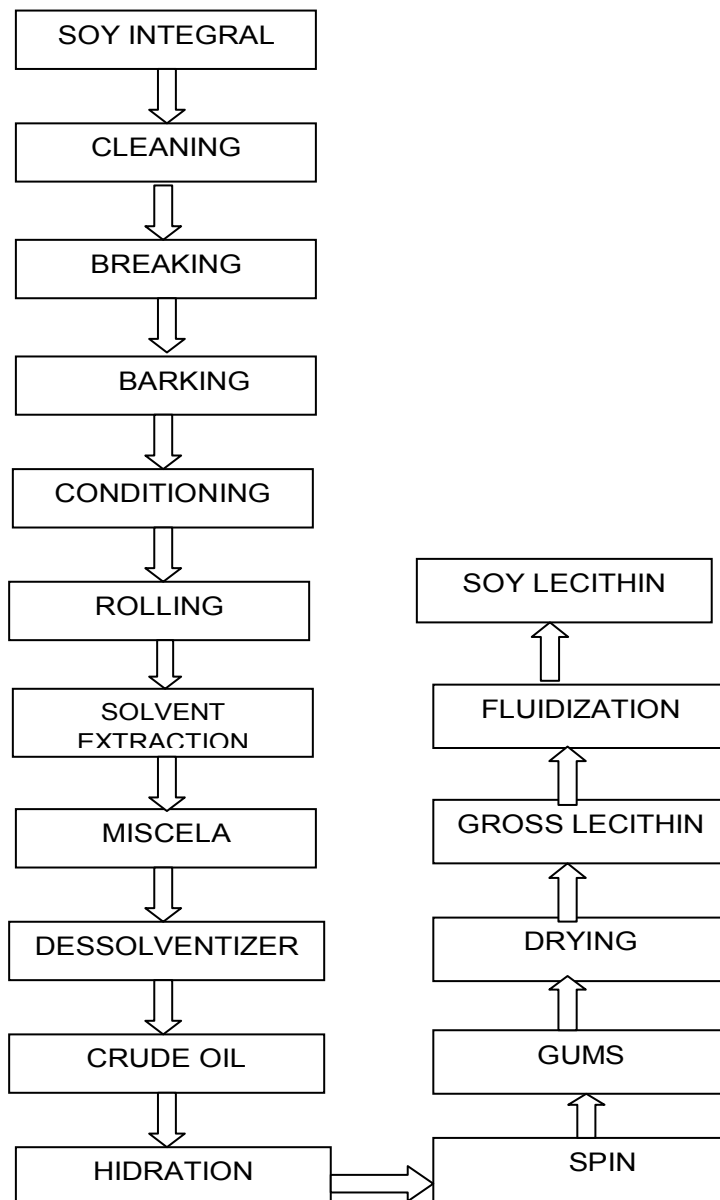 SOY INTEGRAL
CLEANING
BREAKING
BARKING
CONDITIONING
ROLLING
SOLVENT
EXTRACTION
MISCELA
DESSOLVENTIZER
CRUDE OIL
HIDRATION
SPIN
GUMS
DRYING
GROSS LECITHIN
FLUIDIZATION
SOY LECITHIN